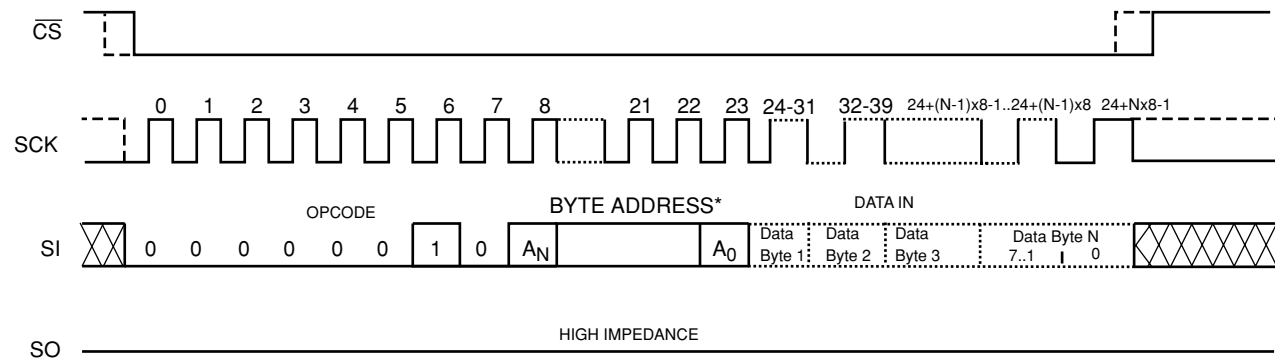 CS
0 1 2 3 4 5 6 7 8 21 22 23 24-31 32-39 24+(N-1)x8-1..24+(N-1)x8 24+Nx8-1
SCK
OPCODE BYTE ADDRESS* DATA IN
SI 0 0 0 0 0 0 1 0 AN A0 Data Byte 1 Data Byte 2 Data Byte 3 Data Byte N 7..1 0
HIGH IMPEDANCE
SO